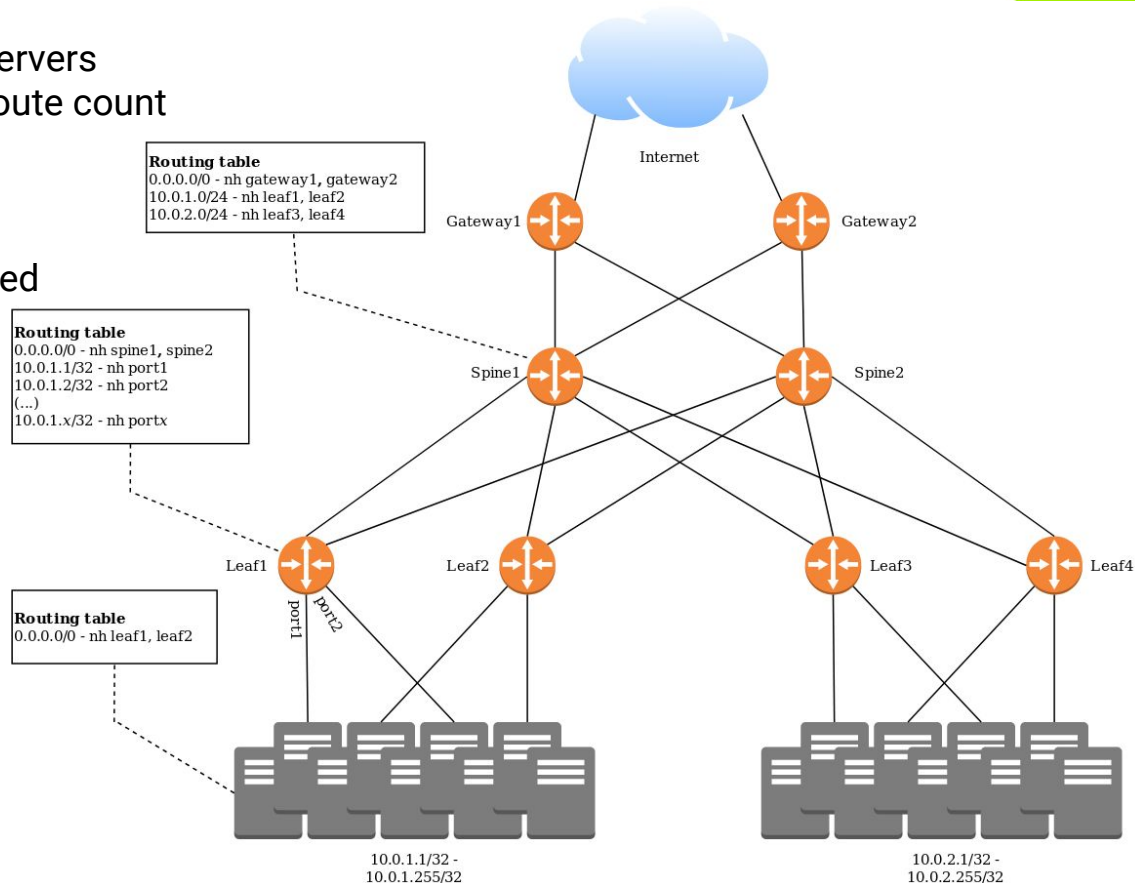 ervers
oute count
ed
Internet
Routing table
0.0.0.0/0 - nh gateway1, gateway2
10.0.1.0/24 - nh leaf1, leaf2
10.0.2.0/24 - nh leaf3, leaf4
Gateway1
Gateway2
Routing table
0.0.0.0/0 - nh spine1, spine2
10.0.1.1/32 - nh port1
10.0.1.2/32 - nh port2
(...)
10.0.1.x/32 - nh portx
Spine1
Spine2
Leaf1
Leaf2
Leaf3
Leaf4
port1
port2
Routing table
0.0.0.0/0 - nh leaf1, leaf2
10.0.1.1/32 -
10.0.1.255/32
10.0.2.1/32 -
10.0.2.255/32